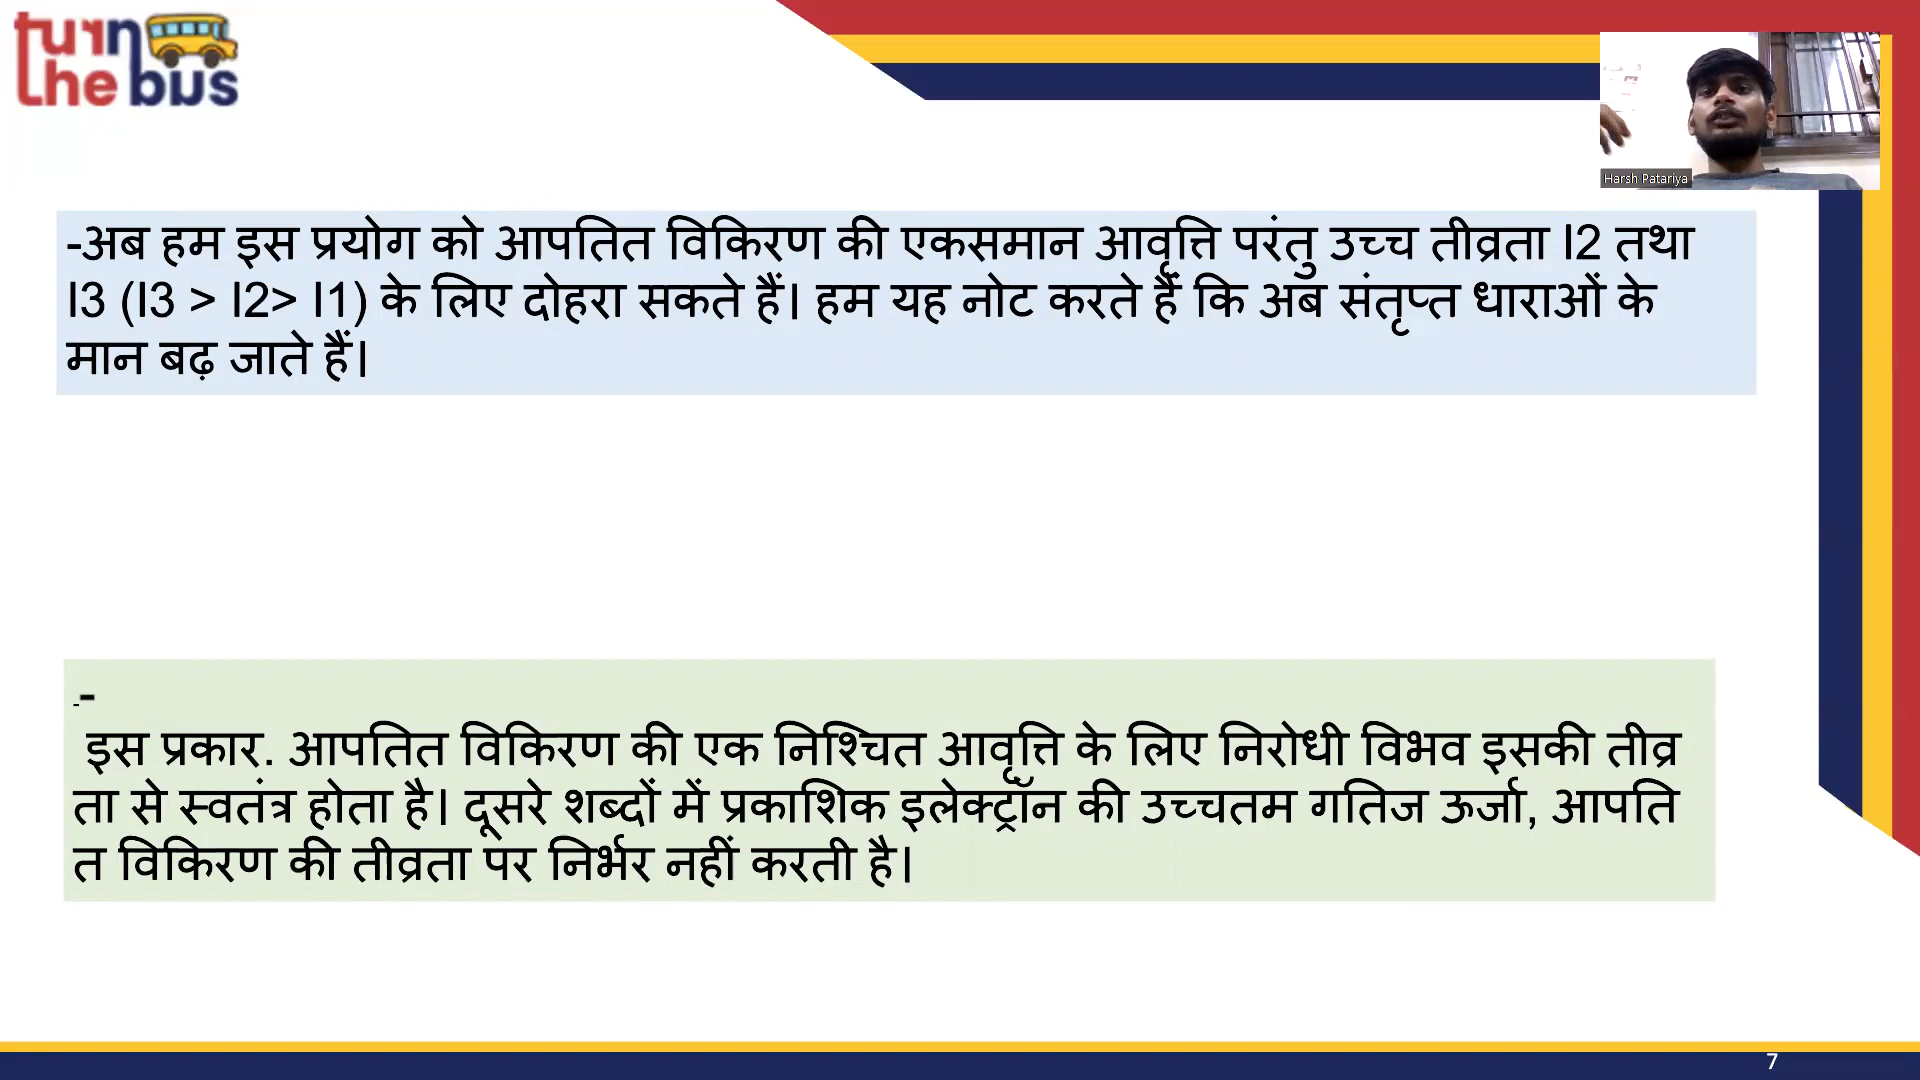 turn
the bus
Harsh Patariya
-अब हम इस प्रयोग को आपतित विकिरण की एकसमान आवृत्ति परंतु उच्च तीव्रता I2 तथा
I3 (I3 > I2> I1) के लिए दोहरा सकते हैं। हम यह नोट करते हैं कि अब संतृप्त धाराओं के
मान बढ़ जाते हैं।
--
इस प्रकार. आपतित विकिरण की एक निश्चित आवृत्ति के लिए निरोधी विभव इसकी तीव्र
ता से स्वतंत्र होता है। दूसरे शब्दों में प्रकाशिक इलेक्ट्रॉन की उच्चतम गतिज ऊर्जा, आपति
त विकिरण की तीव्रता पर निर्भर नहीं करती है।
7